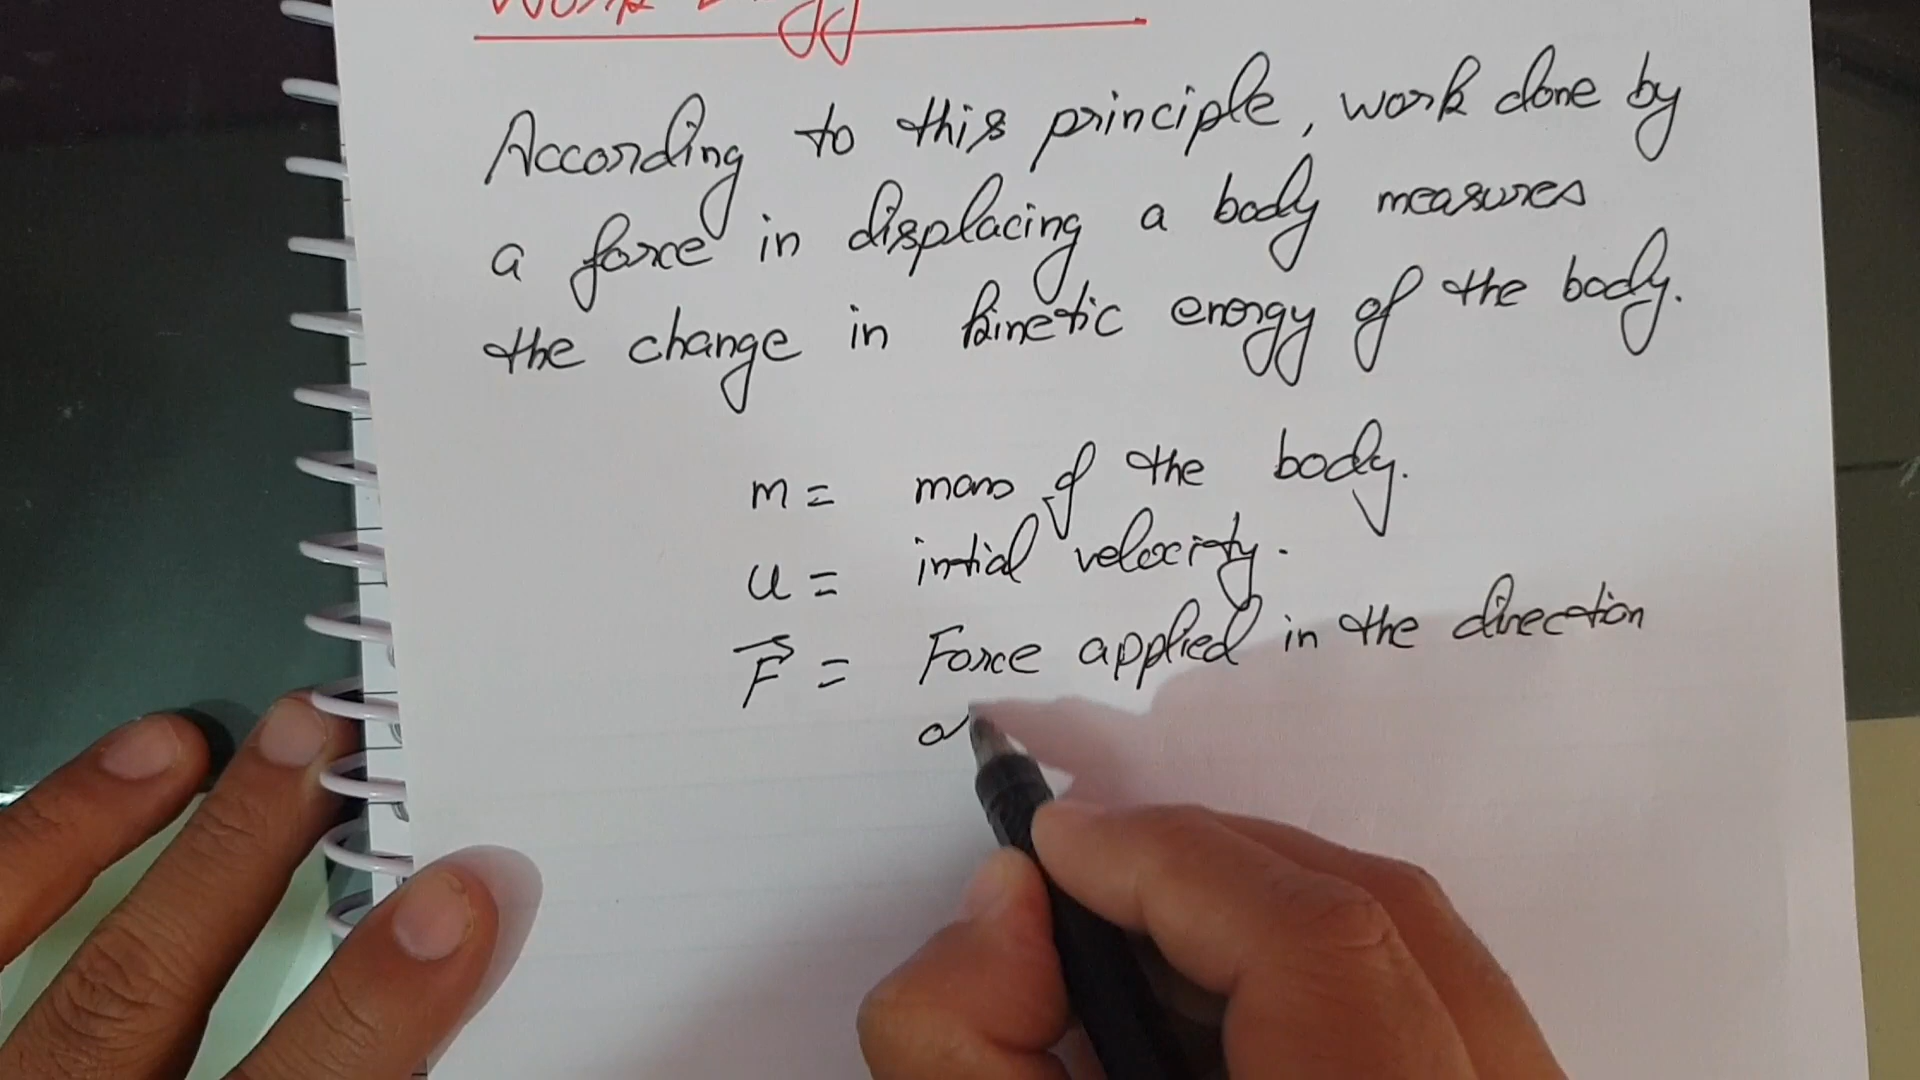 Work
According to this principle, work done by
a force in displacing a body measures
the change in kinetic energy of the body.
m = mass of the body.
u = initial velocity.
F⃗ = Force applied in the direction